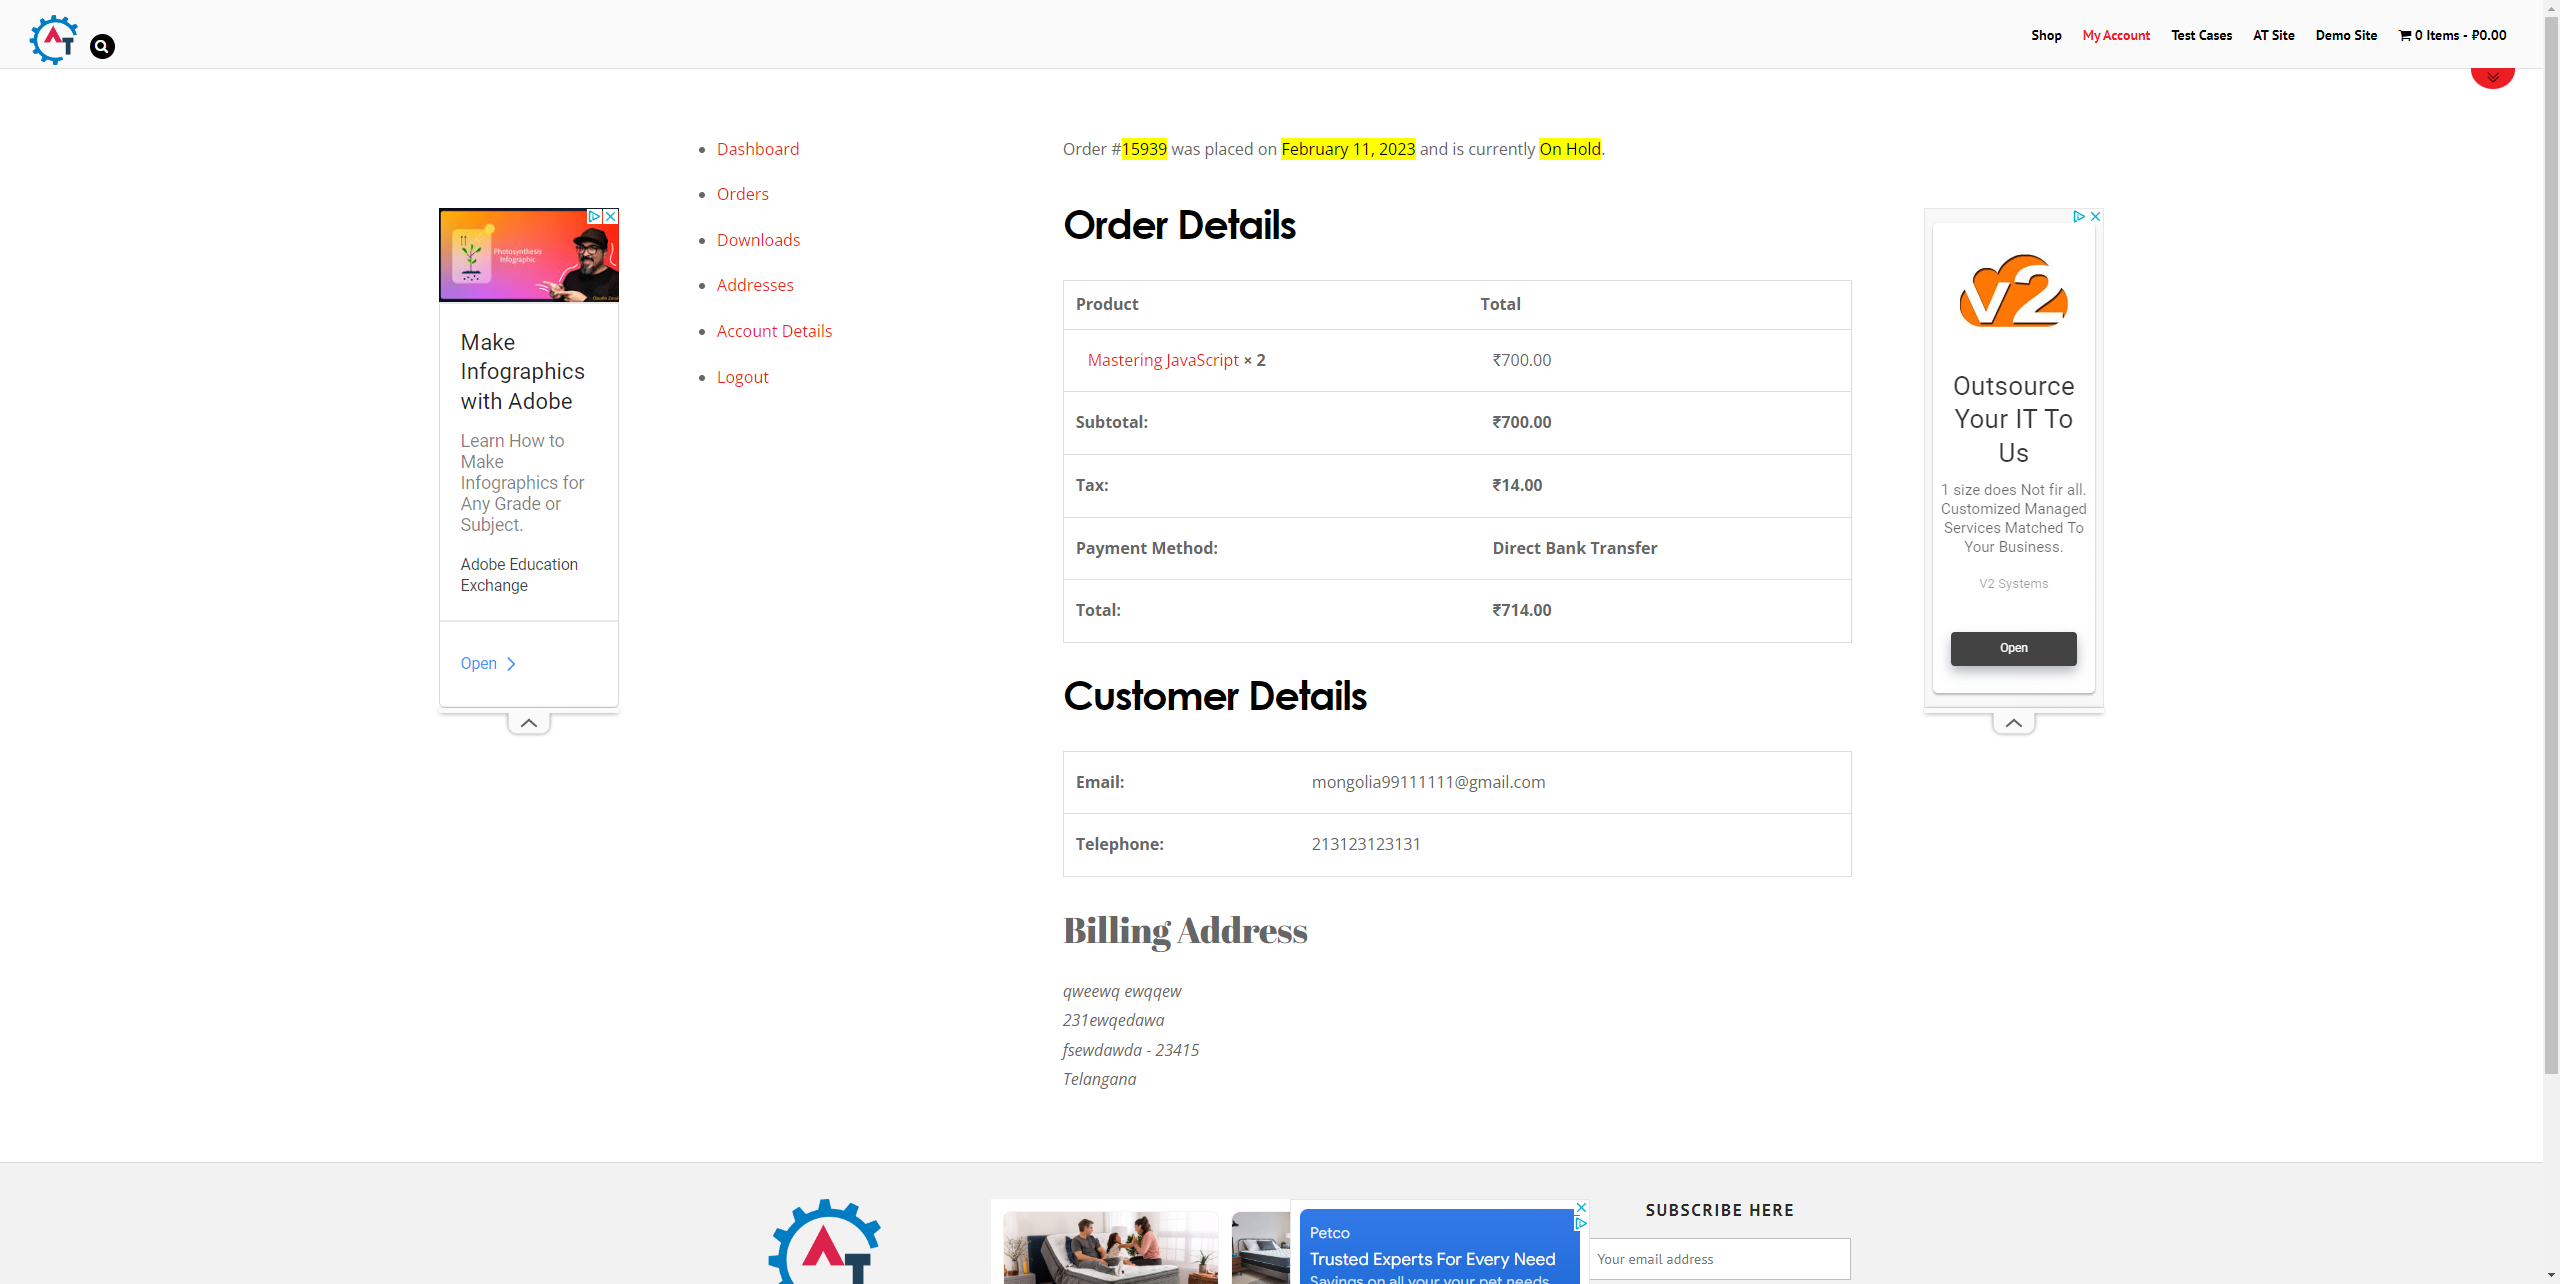 AT
Shop My Account Test Cases AT Site Demo Site 0 Items - ₽0.00
Dashboard
Orders
Downloads
Addresses
Account Details
Logout
Photosynthesis
Infographic
Make
Infographics
with Adobe
Learn How to
Make
Infographics for
Any Grade or
Subject.
Adobe Education
Exchange
Open
Order #15939 was placed on February 11, 2023 and is currently On Hold.
Order Details
Product Total
Mastering JavaScript × 2 ₹700.00
Subtotal: ₹700.00
Tax: ₹14.00
Payment Method: Direct Bank Transfer
Total: ₹714.00
Customer Details
Email: mongolia99111111@gmail.com
Telephone: 213123123131
Billing Address
qweewq ewqqew
231ewqedawa
fsewdawda - 23415
Telangana
v2
Outsource
Your IT To
Us
1 size does Not fir all.
Customized Managed
Services Matched To
Your Business.
V2 Systems
Open
AT
Petco
Trusted Experts For Every Need
Savings on all your your pet needs
SUBSCRIBE HERE
Your email address